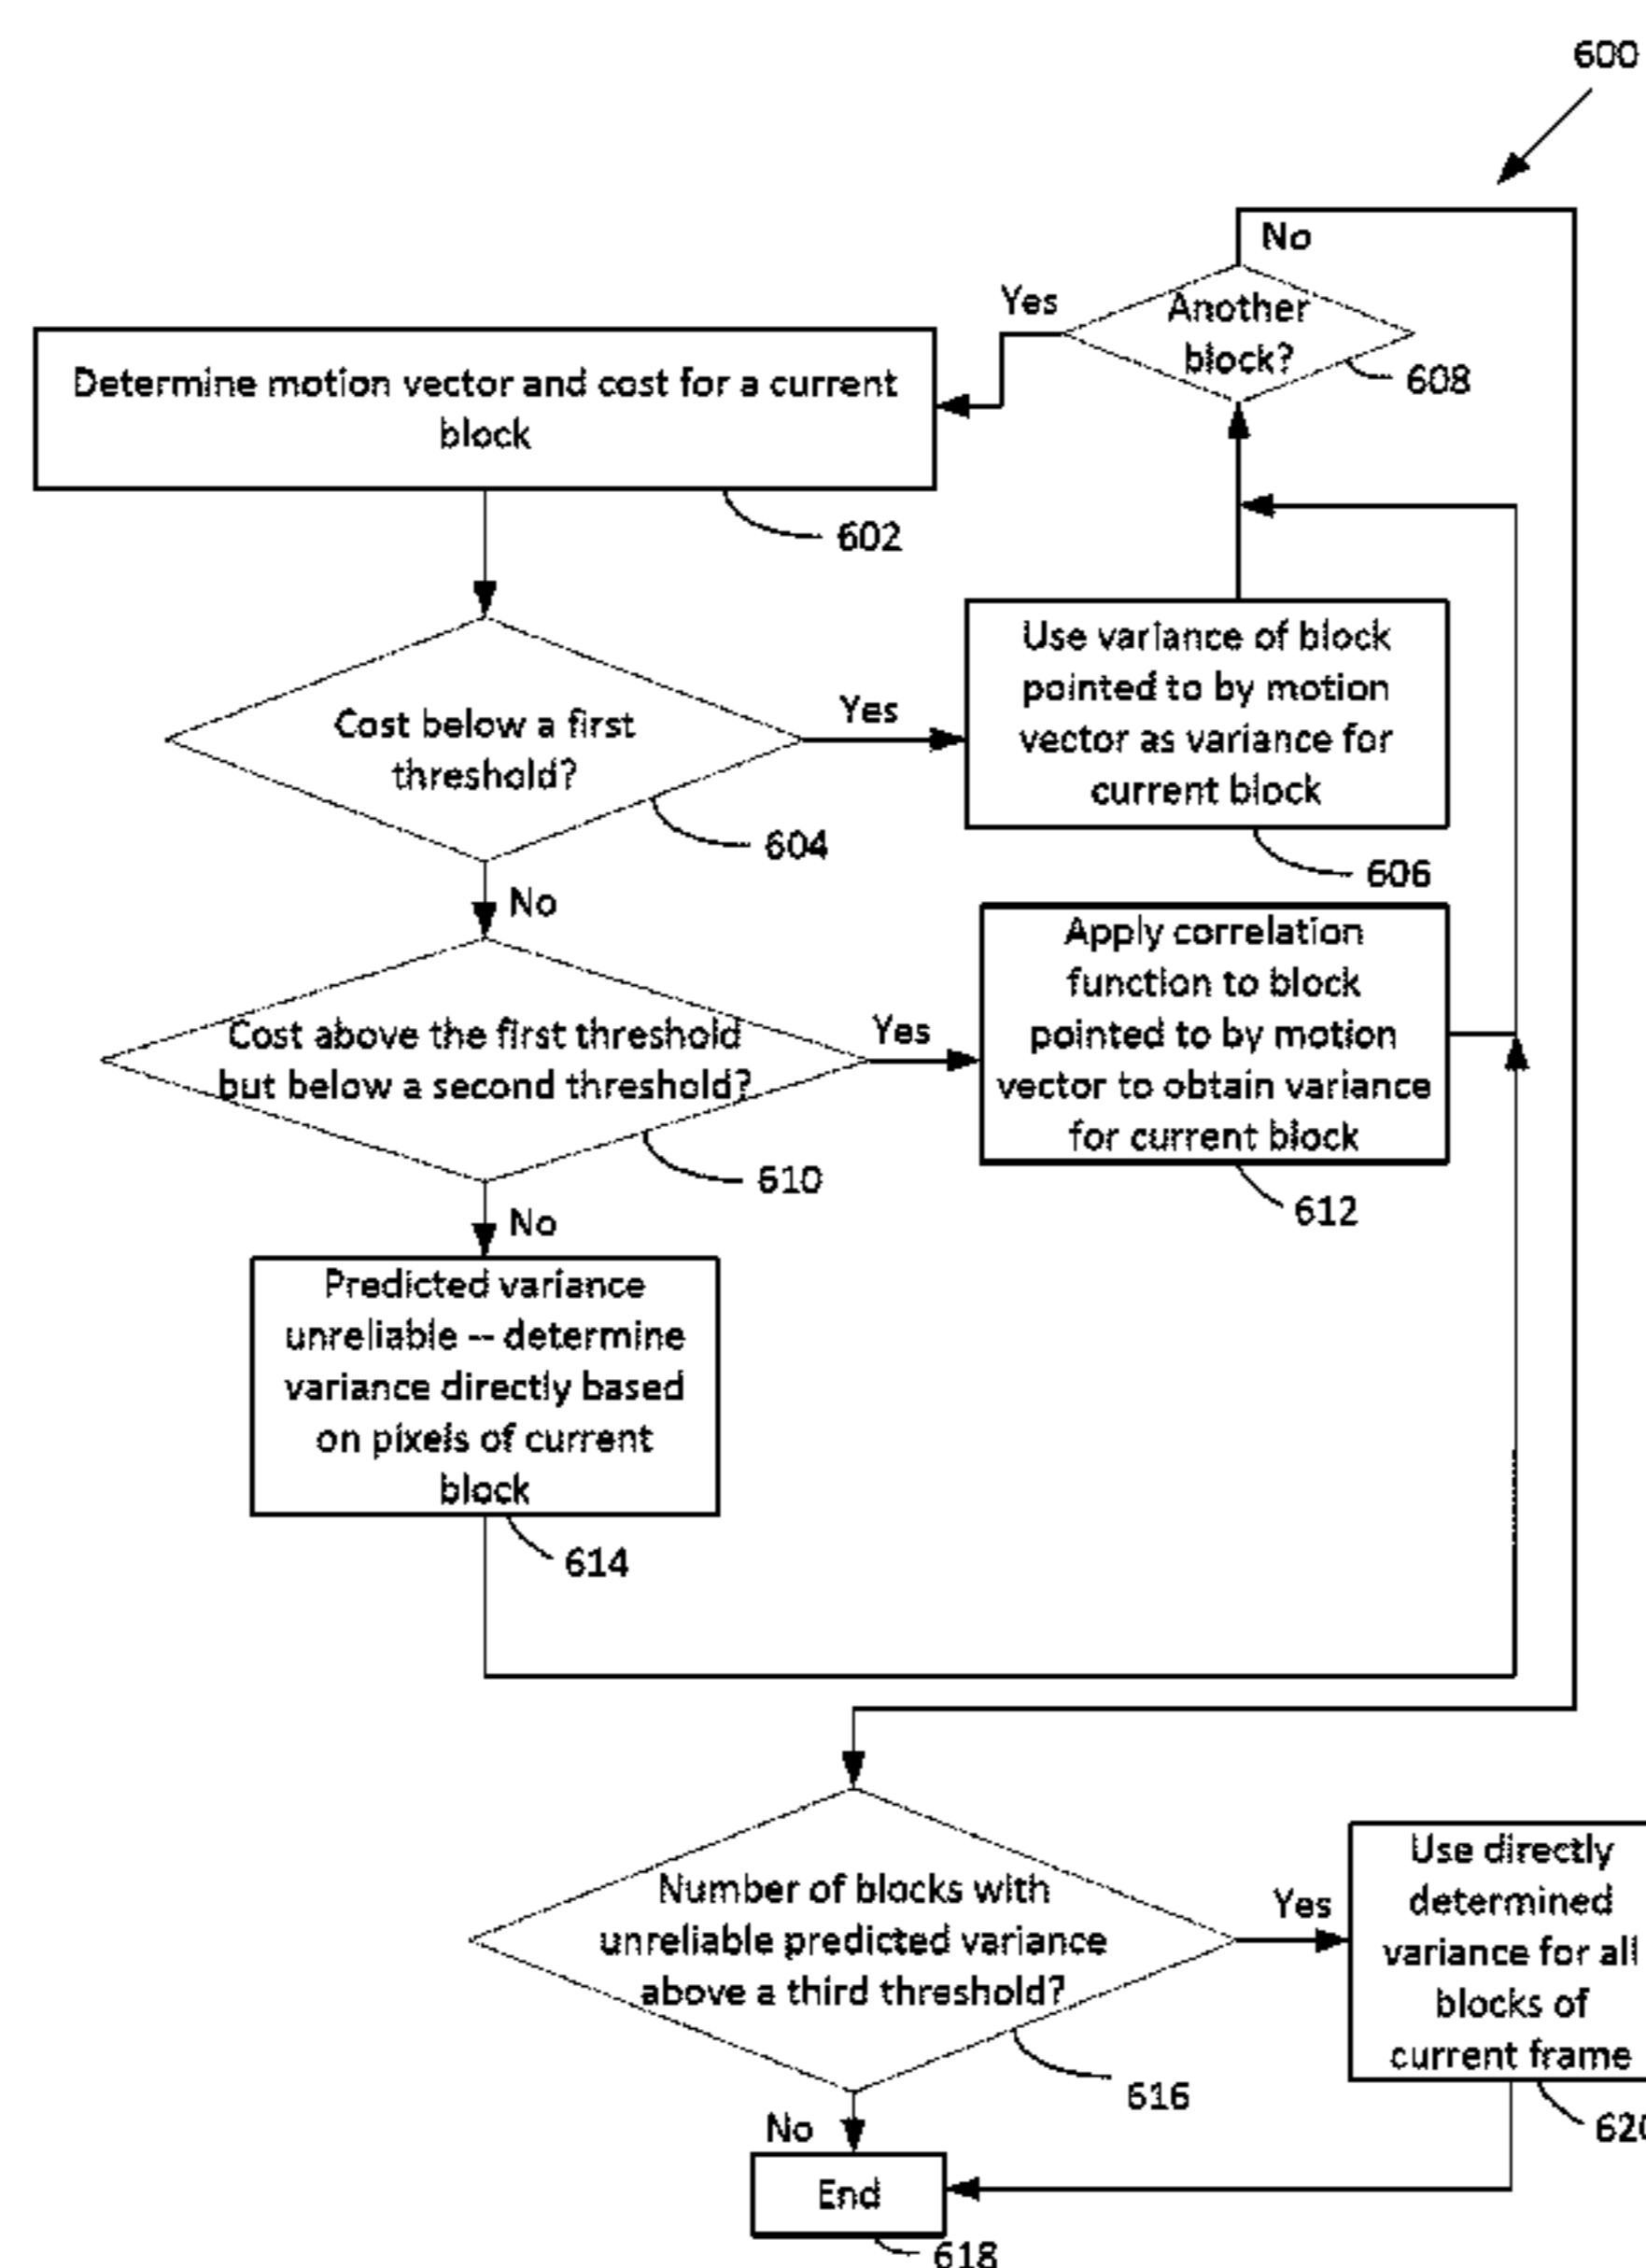 600
No
Yes
Another
block?
608
Determine motion vector and cost for a current
block
602
Cost below a first
threshold?
604
Yes
Use variance of block
pointed to by motion
vector as variance for
current block
606
No
Cost above the first threshold
but below a second threshold?
610
Yes
Apply correlation
function to block
pointed to by motion
vector to obtain variance
for current block
612
No
Predicted variance
unreliable -- determine
variance directly based
on pixels of current
block
614
Number of blocks with
unreliable predicted variance
above a third threshold?
616
Yes
Use directly
determined
variance for all
blocks of
current frame
620
No
End
618